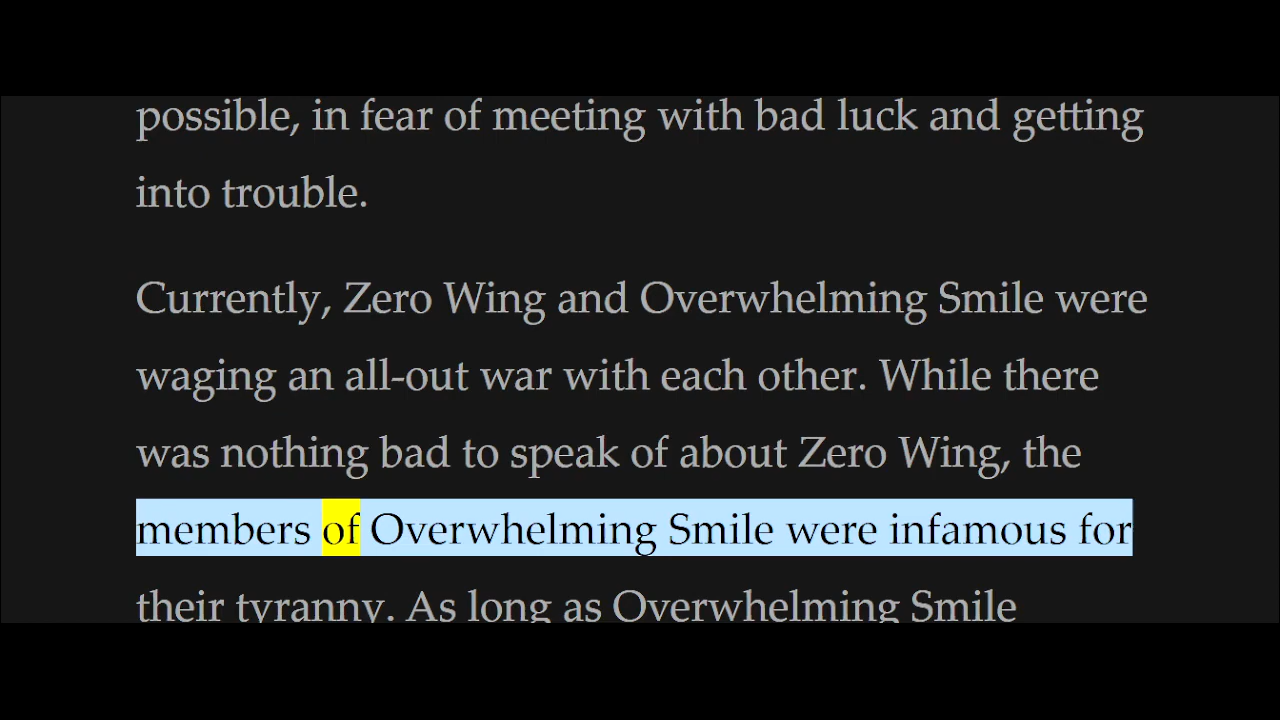 possible, in fear of meeting with bad luck and getting
into trouble.
Currently, Zero Wing and Overwhelming Smile were
waging an all-out war with each other. While there
was nothing bad to speak of about Zero Wing, the
members of Overwhelming Smile were infamous for
their tyranny. As long as Overwhelming Smile